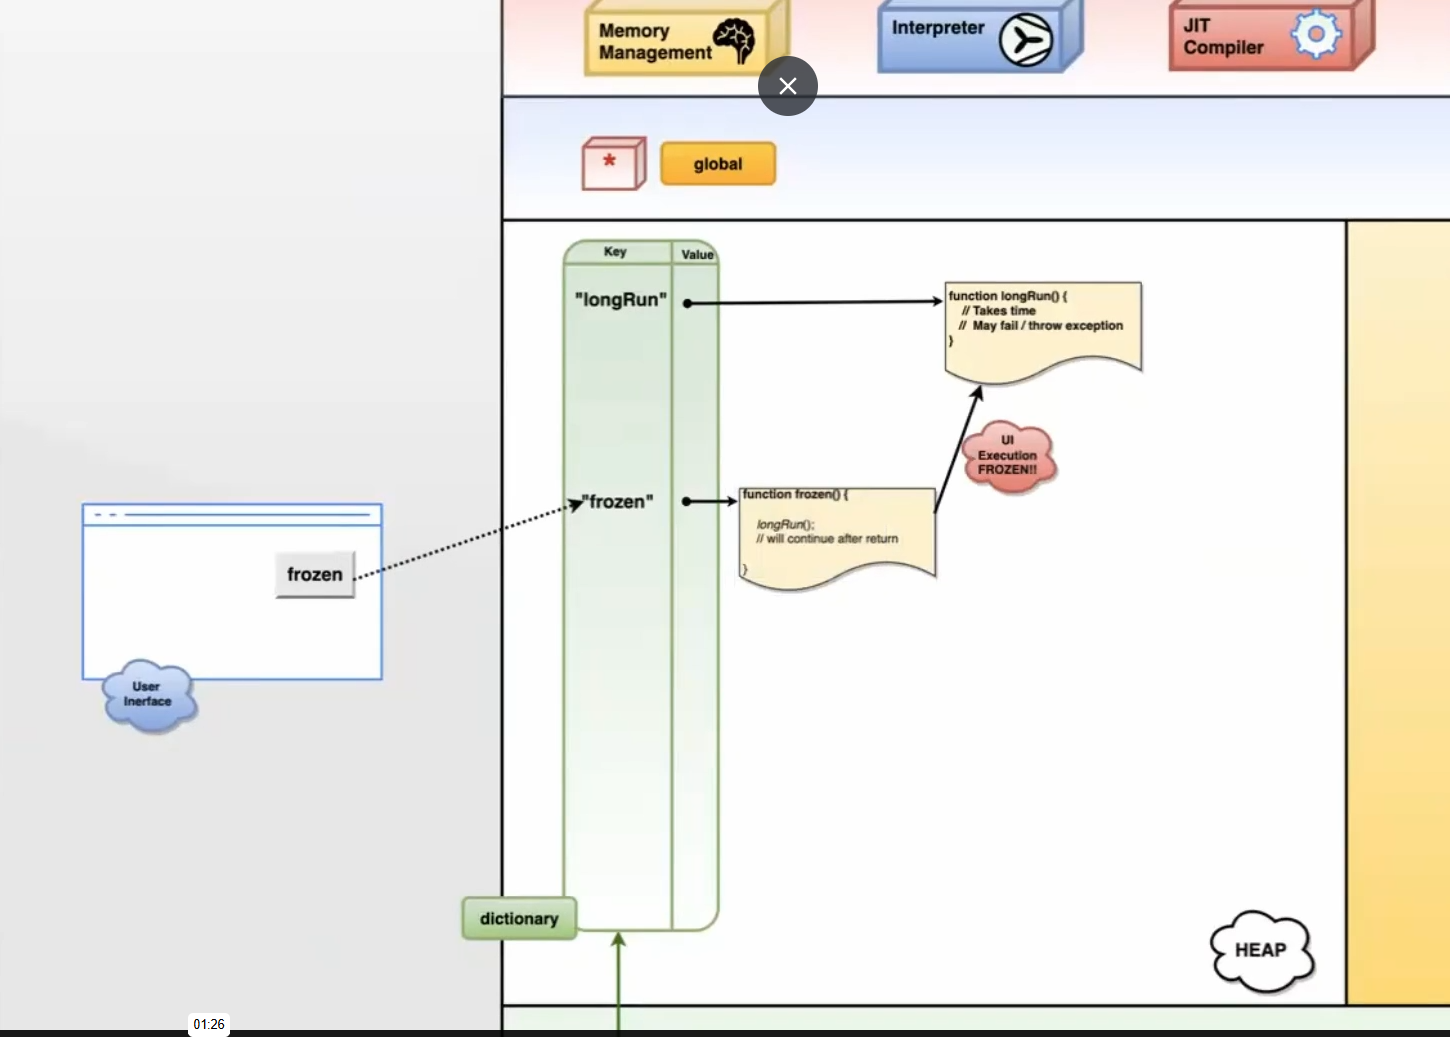 Memory
Management
Interpreter
JIT
Compiler
*
global
Key
Value
"longRun"
function longRun() {
// Takes time
// May fail / throw exception
}
UI
Execution
FROZEN!!
"frozen"
function frozen() {
longRun();
// will continue after return
}
frozen
User
Inerface
dictionary
HEAP
01:26